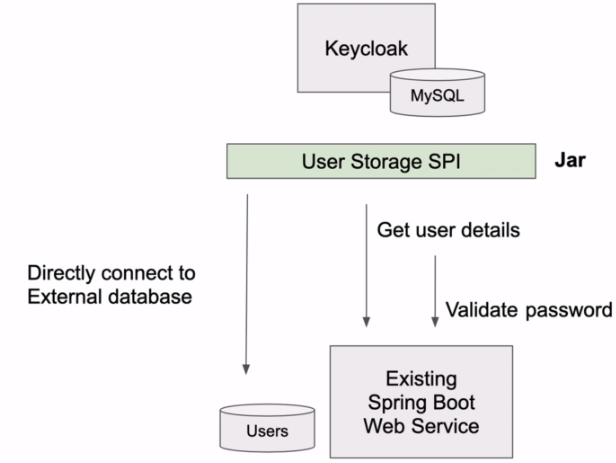 Keycloak
MySQL
User Storage SPI
Jar
Get user details
Directly connect to
External database
Validate password
Existing
Spring Boot
Web Service
Users